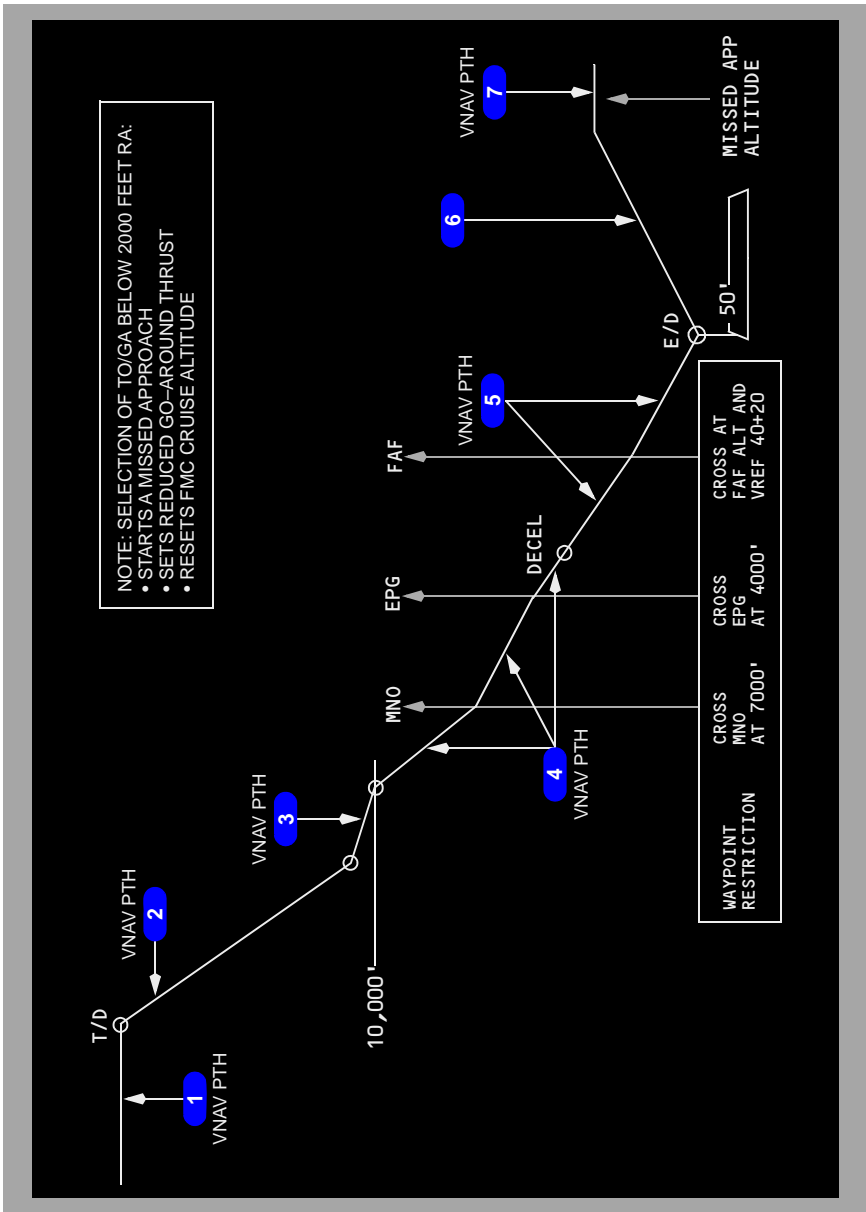 NOTE: SELECTION OF TO/GA BELOW 2000 FEET RA:
• STARTS A MISSED APPROACH
• SETS REDUCED GO–AROUND THRUST
• RESETS FMC CRUISE ALTITUDE
T/D
1
VNAV PTH
VNAV PTH
2
VNAV PTH
3
10,000'
MNO
EPG
FAF
4
VNAV PTH
DECEL
VNAV PTH
5
E/D
50'
6
VNAV PTH
7
MISSED APP
ALTITUDE
WAYPOINT
RESTRICTION
CROSS
MNO
AT 7000'
CROSS
EPG
AT 4000'
CROSS AT
FAF ALT AND
VREF 40+20